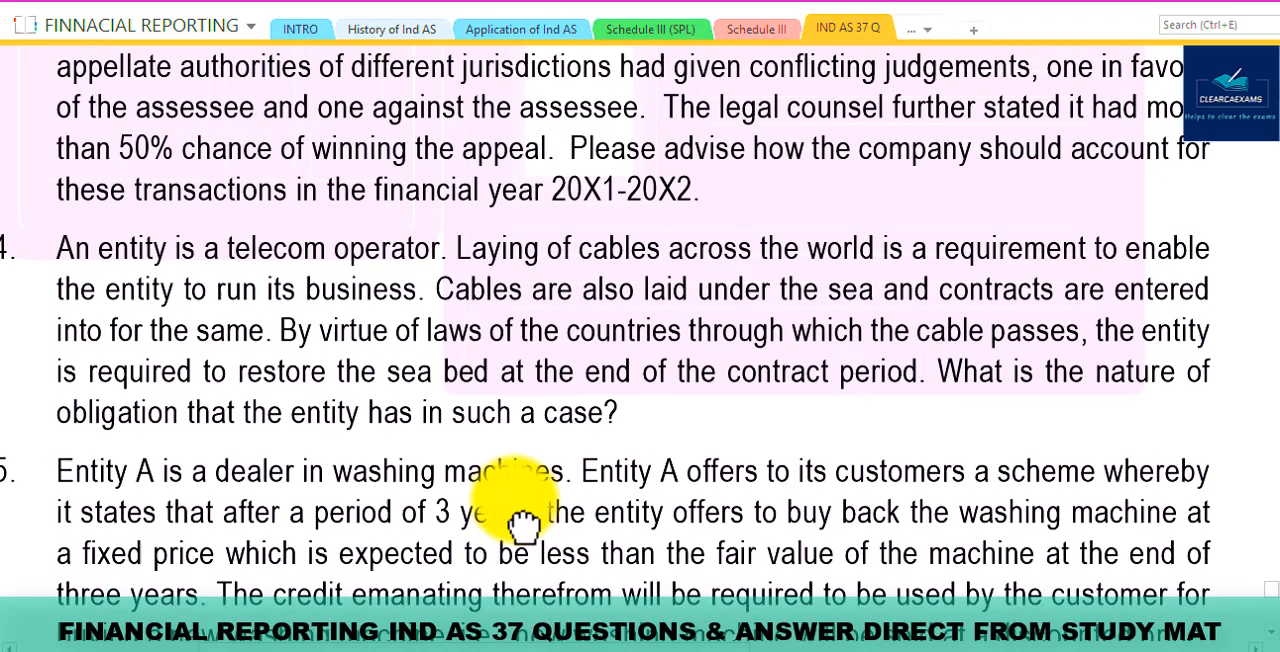 FINNACIAL REPORTING
INTRO
History of Ind AS
Application of Ind AS
Schedule III (SPL)
Schedule III
IND AS 37 Q
...
Search (Ctrl+E)
CLEARCAEXAMS
Helps to clear the exams
appellate authorities of different jurisdictions had given conflicting judgements, one in favo
of the assessee and one against the assessee. The legal counsel further stated it had mo
than 50% chance of winning the appeal. Please advise how the company should account for
these transactions in the financial year 20X1-20X2.
4. An entity is a telecom operator. Laying of cables across the world is a requirement to enable
the entity to run its business. Cables are also laid under the sea and contracts are entered
into for the same. By virtue of laws of the countries through which the cable passes, the entity
is required to restore the sea bed at the end of the contract period. What is the nature of
obligation that the entity has in such a case?
5. Entity A is a dealer in washing machines. Entity A offers to its customers a scheme whereby
it states that after a period of 3 ye the entity offers to buy back the washing machine at
a fixed price which is expected to be less than the fair value of the machine at the end of
three years. The credit emanating therefrom will be required to be used by the customer for
FINANCIAL REPORTING IND AS 37 QUESTIONS & ANSWER DIRECT FROM STUDY MAT